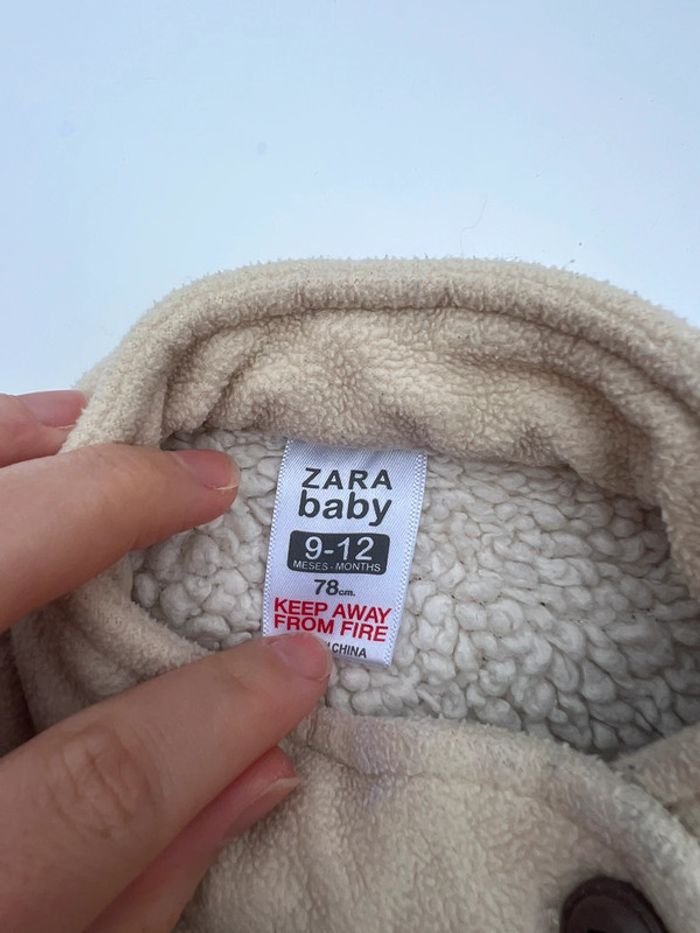 ZARA
baby
9-12
MESES - MONTHS
78cm.
KEEP AWAY
FROM FIRE
CHINA